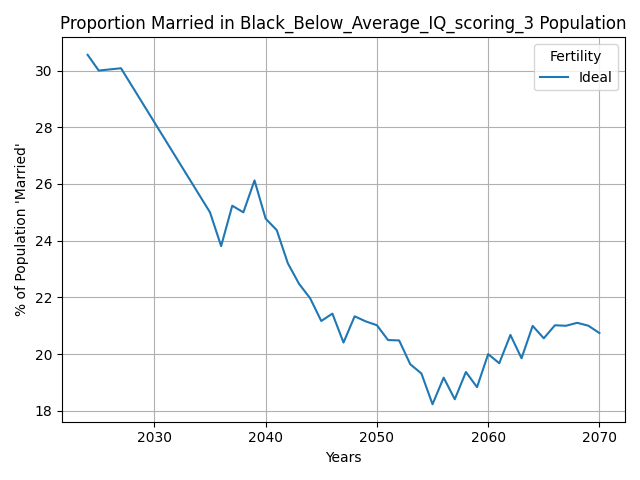 Proportion Married in Black_Below_Average_IQ_scoring_3 Population
Fertility
Ideal
% of Population 'Married'
30
28
26
24
22
20
18
2030
2040
2050
2060
2070
Years